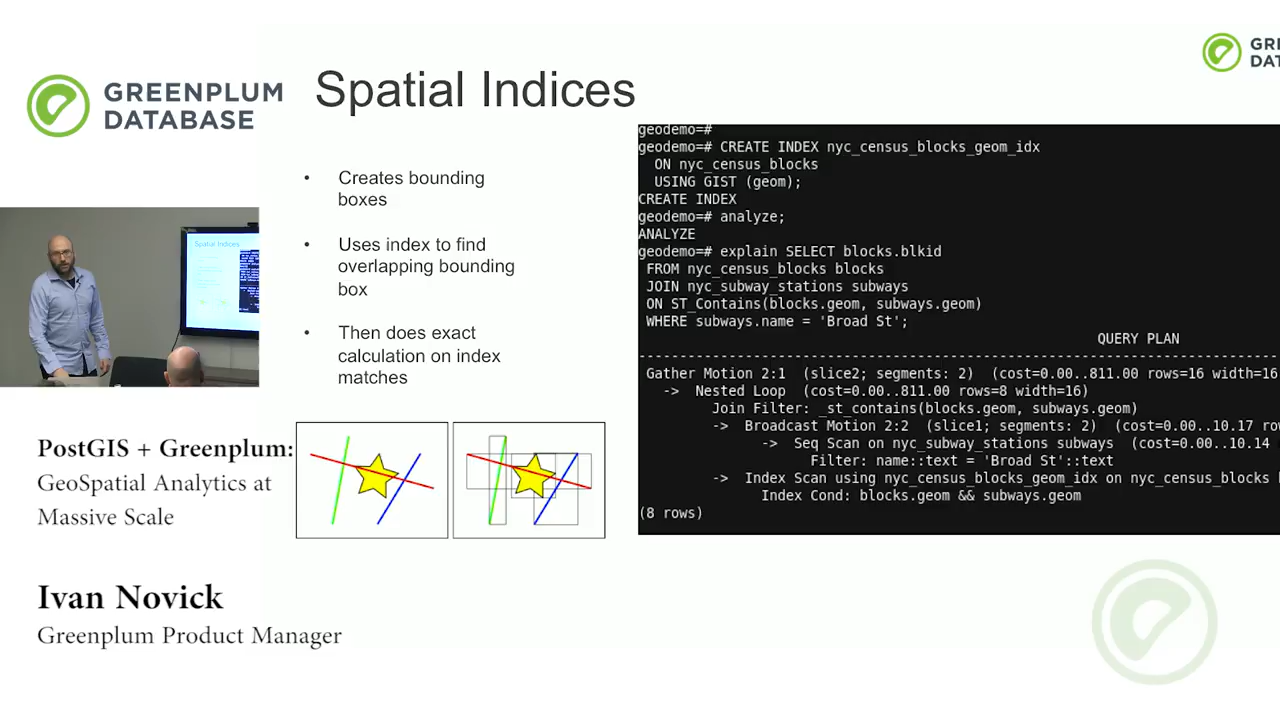 GREENPLUM
DATABASE
Spatial Indices
• Creates bounding
boxes
• Uses index to find
overlapping bounding
box
• Then does exact
calculation on index
matches
geodemo=#
geodemo=# CREATE INDEX nyc_census_blocks_geom_idx
ON nyc_census_blocks
USING GIST (geom);
CREATE INDEX
geodemo=# analyze;
ANALYZE
geodemo=# explain SELECT blocks.blkid
FROM nyc_census_blocks blocks
JOIN nyc_subway_stations subways
ON ST_Contains(blocks.geom, subways.geom)
WHERE subways.name = 'Broad St';
QUERY PLAN
--------------------------------------------------------------------------------
Gather Motion 2:1 (slice2; segments: 2) (cost=0.00..811.00 rows=16 width=16
-> Nested Loop (cost=0.00..811.00 rows=8 width=16)
Join Filter: _st_contains(blocks.geom, subways.geom)
-> Broadcast Motion 2:2 (slice1; segments: 2) (cost=0.00..10.17 ro
-> Seq Scan on nyc_subway_stations subways (cost=0.00..10.14
Filter: name::text = 'Broad St'::text
-> Index Scan using nyc_census_blocks_geom_idx on nyc_census_blocks
Index Cond: blocks.geom && subways.geom
(8 rows)
GRE
DAT
Spatial Indices
PostGIS + Greenplum:
GeoSpatial Analytics at
Massive Scale
Ivan Novick
Greenplum Product Manager